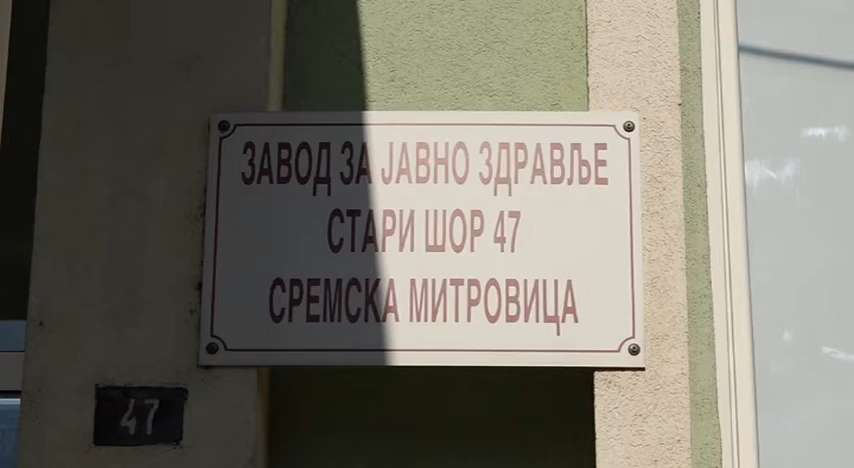 ЗАВОД ЗА ЈАВНО ЗДРАВЉЕ
СТАРИ ШОР 47
СРЕМСКА МИТРОВИЦА
47